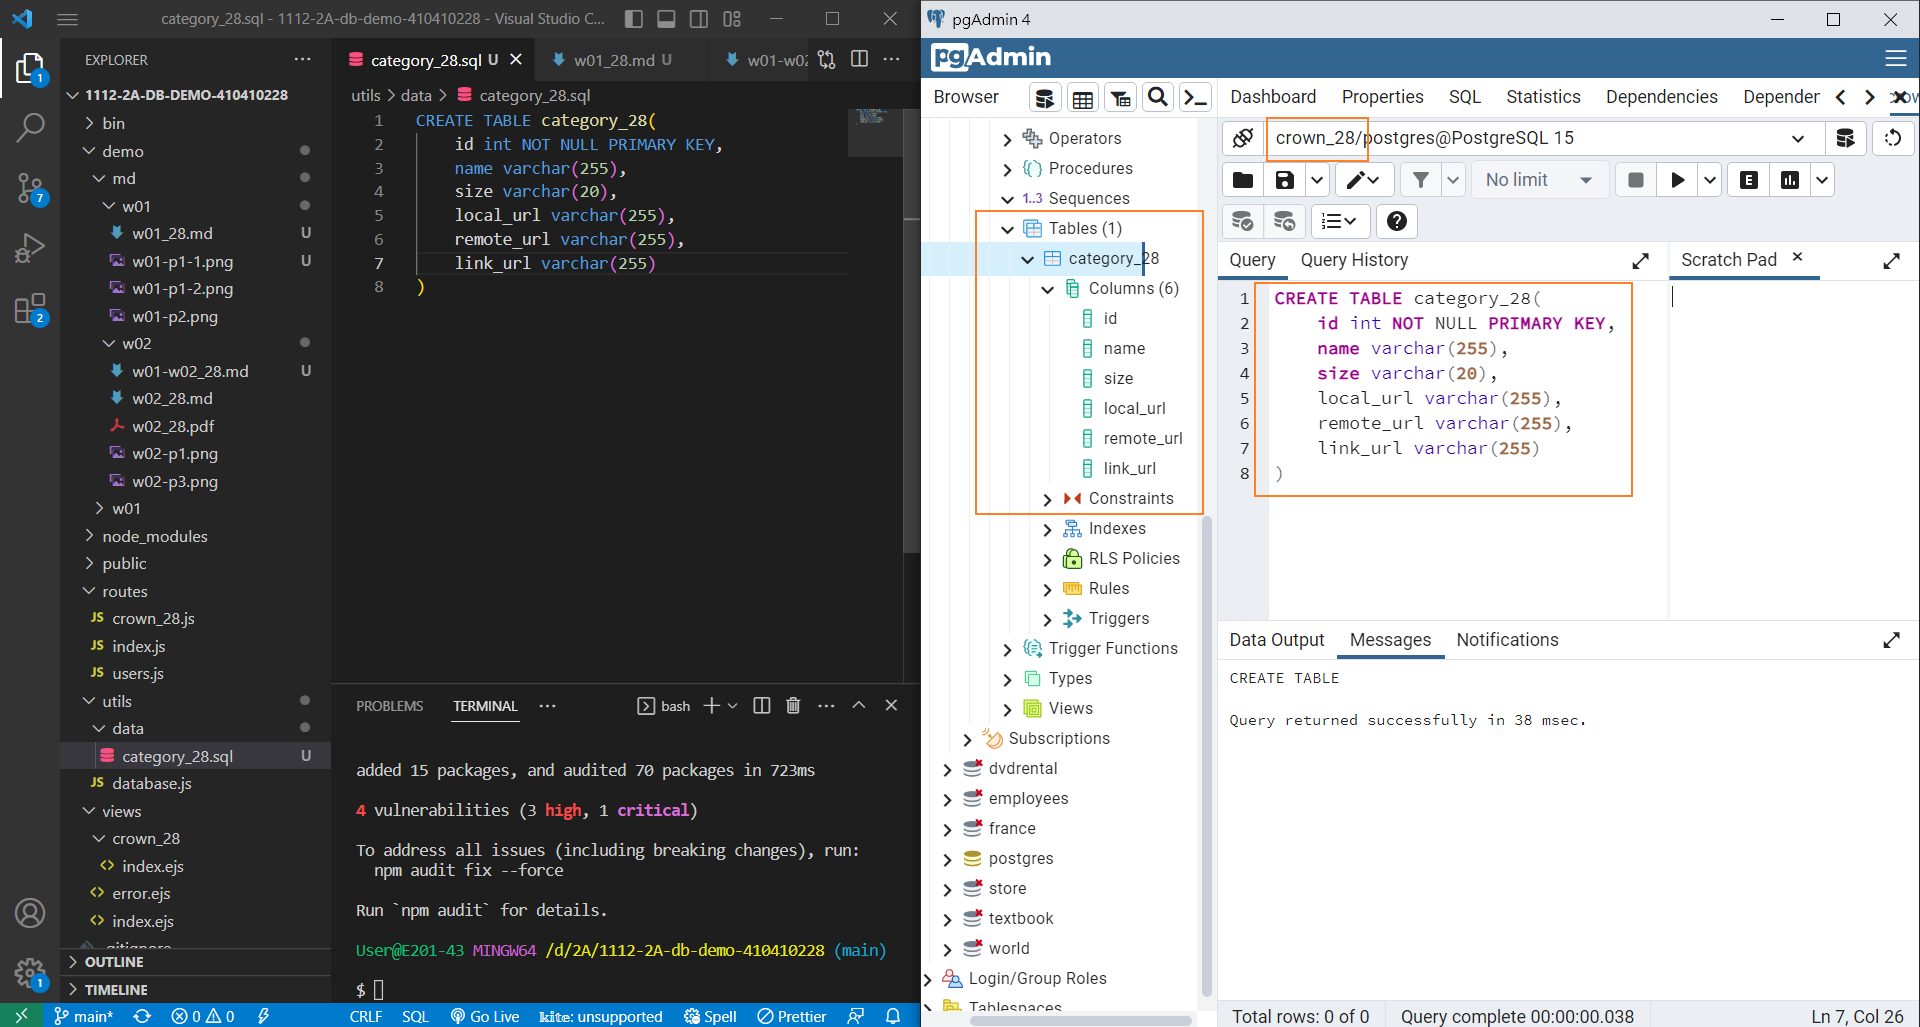 category_28.sql - 1112-2A-db-demo-410410228 - Visual Studio C...
EXPLORER
1112-2A-DB-DEMO-410410228
bin
demo
md
w01
w01_28.md U
w01-p1-1.png U
w01-p1-2.png
w01-p2.png
w02
w01-w02_28.md U
w02_28.md
w02_28.pdf
w02-p1.png
w02-p3.png
w01
node_modules
public
routes
JS crown_28.js
JS index.js
JS users.js
utils
data
category_28.sql U
JS database.js
views
crown_28
<> index.ejs
<> error.ejs
<> index.ejs
.gitignore
OUTLINE
TIMELINE
1
7
2
1
category_28.sql U
w01_28.md U
w01-w02
utils > data > category_28.sql
1 CREATE TABLE category_28(
2 id int NOT NULL PRIMARY KEY,
3 name varchar(255),
4 size varchar(20),
5 local_url varchar(255),
6 remote_url varchar(255),
7 link_url varchar(255)
8 )
PROBLEMS TERMINAL ... bash
added 15 packages, and audited 70 packages in 723ms
4 vulnerabilities (3 high, 1 critical)
To address all issues (including breaking changes), run:
npm audit fix --force
Run `npm audit` for details.
User@E201-43 MINGW64 /d/2A/1112-2A-db-demo-410410228 (main)
$
main* 0 0 CRLF SQL Go Live kite: unsupported Spell Prettier
pgAdmin 4
pgAdmin
Browser
Operators
Procedures
1..3 Sequences
Tables (1)
category_28
Columns (6)
id
name
size
local_url
remote_url
link_url
Constraints
Indexes
RLS Policies
Rules
Triggers
Trigger Functions
Types
Views
Subscriptions
dvdrental
employees
france
postgres
store
textbook
world
Login/Group Roles
Tablespaces
Dashboard Properties SQL Statistics Dependencies Depender
crown_28/postgres@PostgreSQL 15
No limit
E
Query Query History
Scratch Pad
1 CREATE TABLE category_28(
2 id int NOT NULL PRIMARY KEY,
3 name varchar(255),
4 size varchar(20),
5 local_url varchar(255),
6 remote_url varchar(255),
7 link_url varchar(255)
8 )
Data Output Messages Notifications
CREATE TABLE
Query returned successfully in 38 msec.
Total rows: 0 of 0 Query complete 00:00:00.038 Ln 7, Col 26